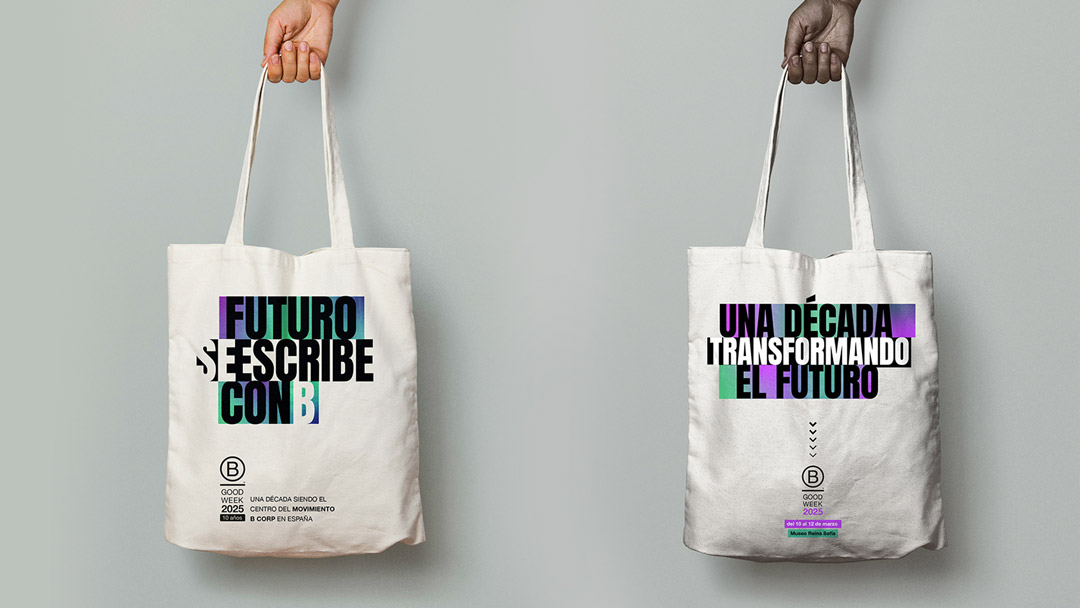 FUTURO
SE ESCRIBE
CON B
B
GOOD
WEEK
2025
10 años
UNA DÉCADA SIENDO EL
CENTRO DEL MOVIMIENTO
B CORP EN ESPAÑA
UNA DÉCADA
TRANSFORMANDO
EL FUTURO
B
GOOD
WEEK
2025
del 10 al 12 de marzo
Museo Reina Sofía